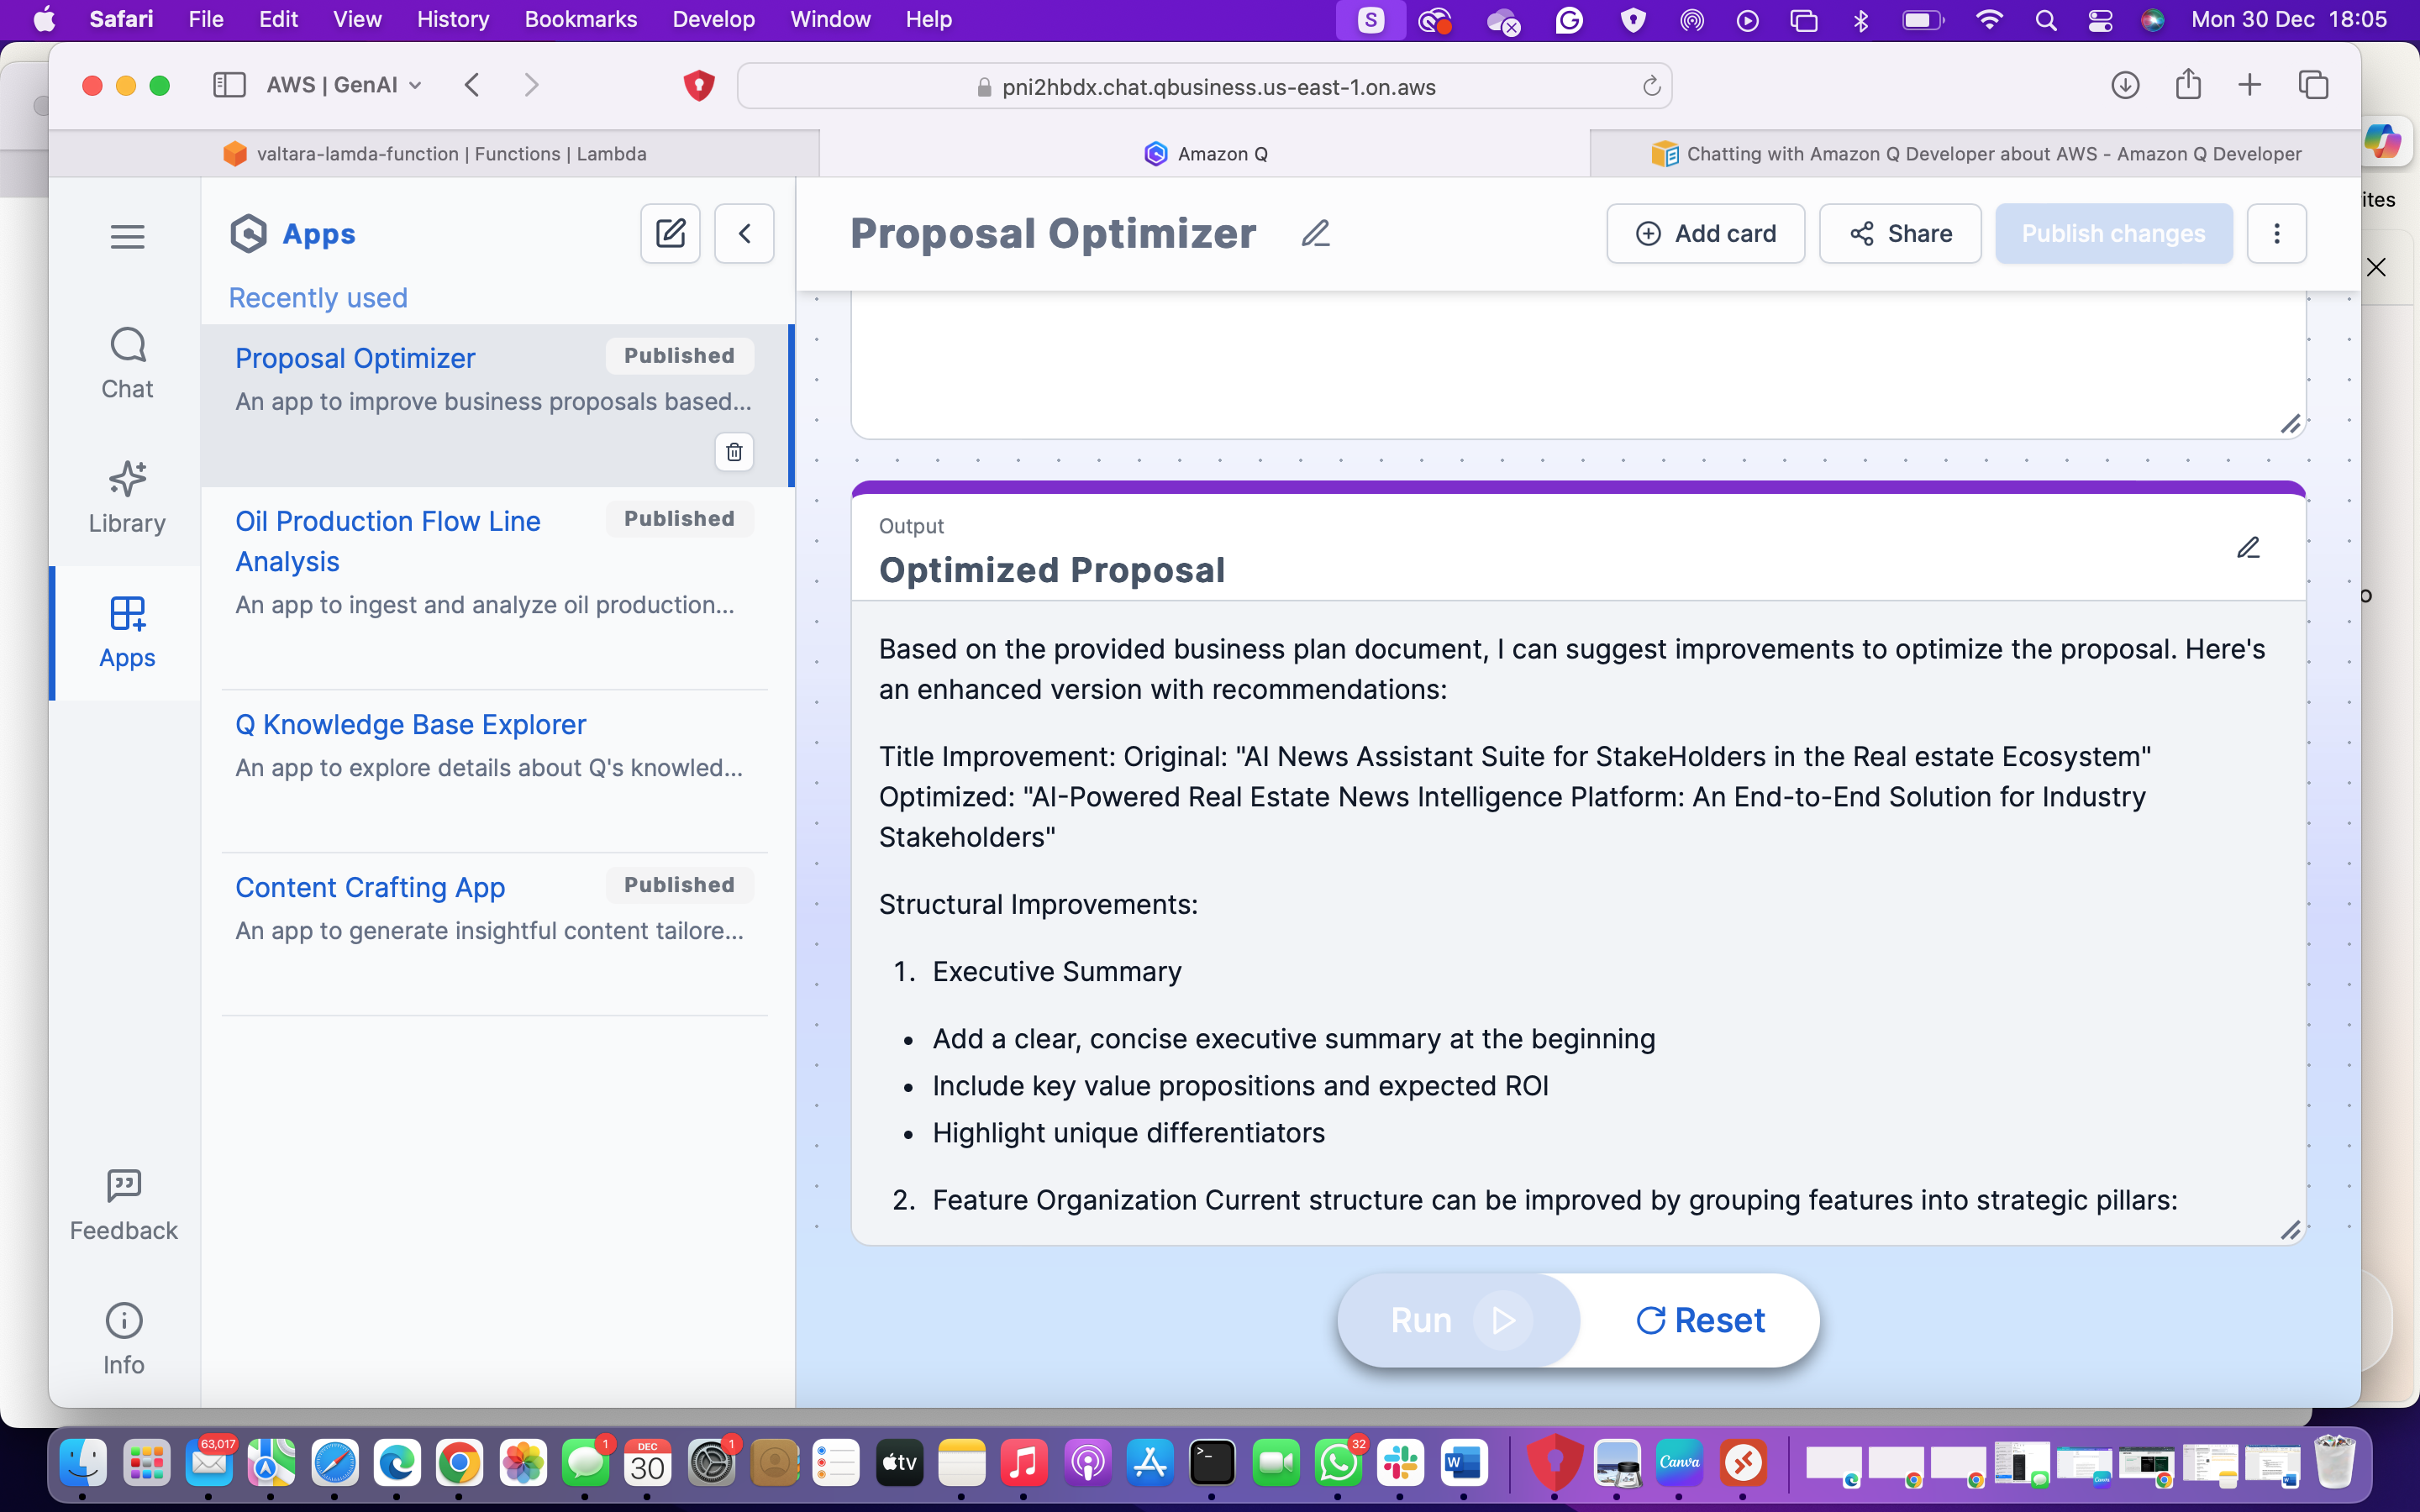 Safari File Edit View History Bookmarks Develop Window Help
S
Mon 30 Dec 18:05
AWS | GenAI
pni2hbdx.chat.qbusiness.us-east-1.on.aws
valtara-lamda-function | Functions | Lambda
Amazon Q
Chatting with Amazon Q Developer about AWS - Amazon Q Developer
ites
Chat
Library
Apps
Feedback
Info
Apps
Recently used
Proposal Optimizer
Published
An app to improve business proposals based...
Oil Production Flow Line
Analysis
Published
An app to ingest and analyze oil production...
Q Knowledge Base Explorer
An app to explore details about Q's knowled...
Content Crafting App
Published
An app to generate insightful content tailore...
Proposal Optimizer
Add card
Share
Publish changes
Output
Optimized Proposal
Based on the provided business plan document, I can suggest improvements to optimize the proposal. Here's
an enhanced version with recommendations:
Title Improvement: Original: "AI News Assistant Suite for StakeHolders in the Real estate Ecosystem"
Optimized: "AI-Powered Real Estate News Intelligence Platform: An End-to-End Solution for Industry
Stakeholders"
Structural Improvements:
1. Executive Summary
• Add a clear, concise executive summary at the beginning
• Include key value propositions and expected ROI
• Highlight unique differentiators
2. Feature Organization Current structure can be improved by grouping features into strategic pillars:
Run
Reset
o
63,017
1
DEC
30
1
tv
32
W
Canva